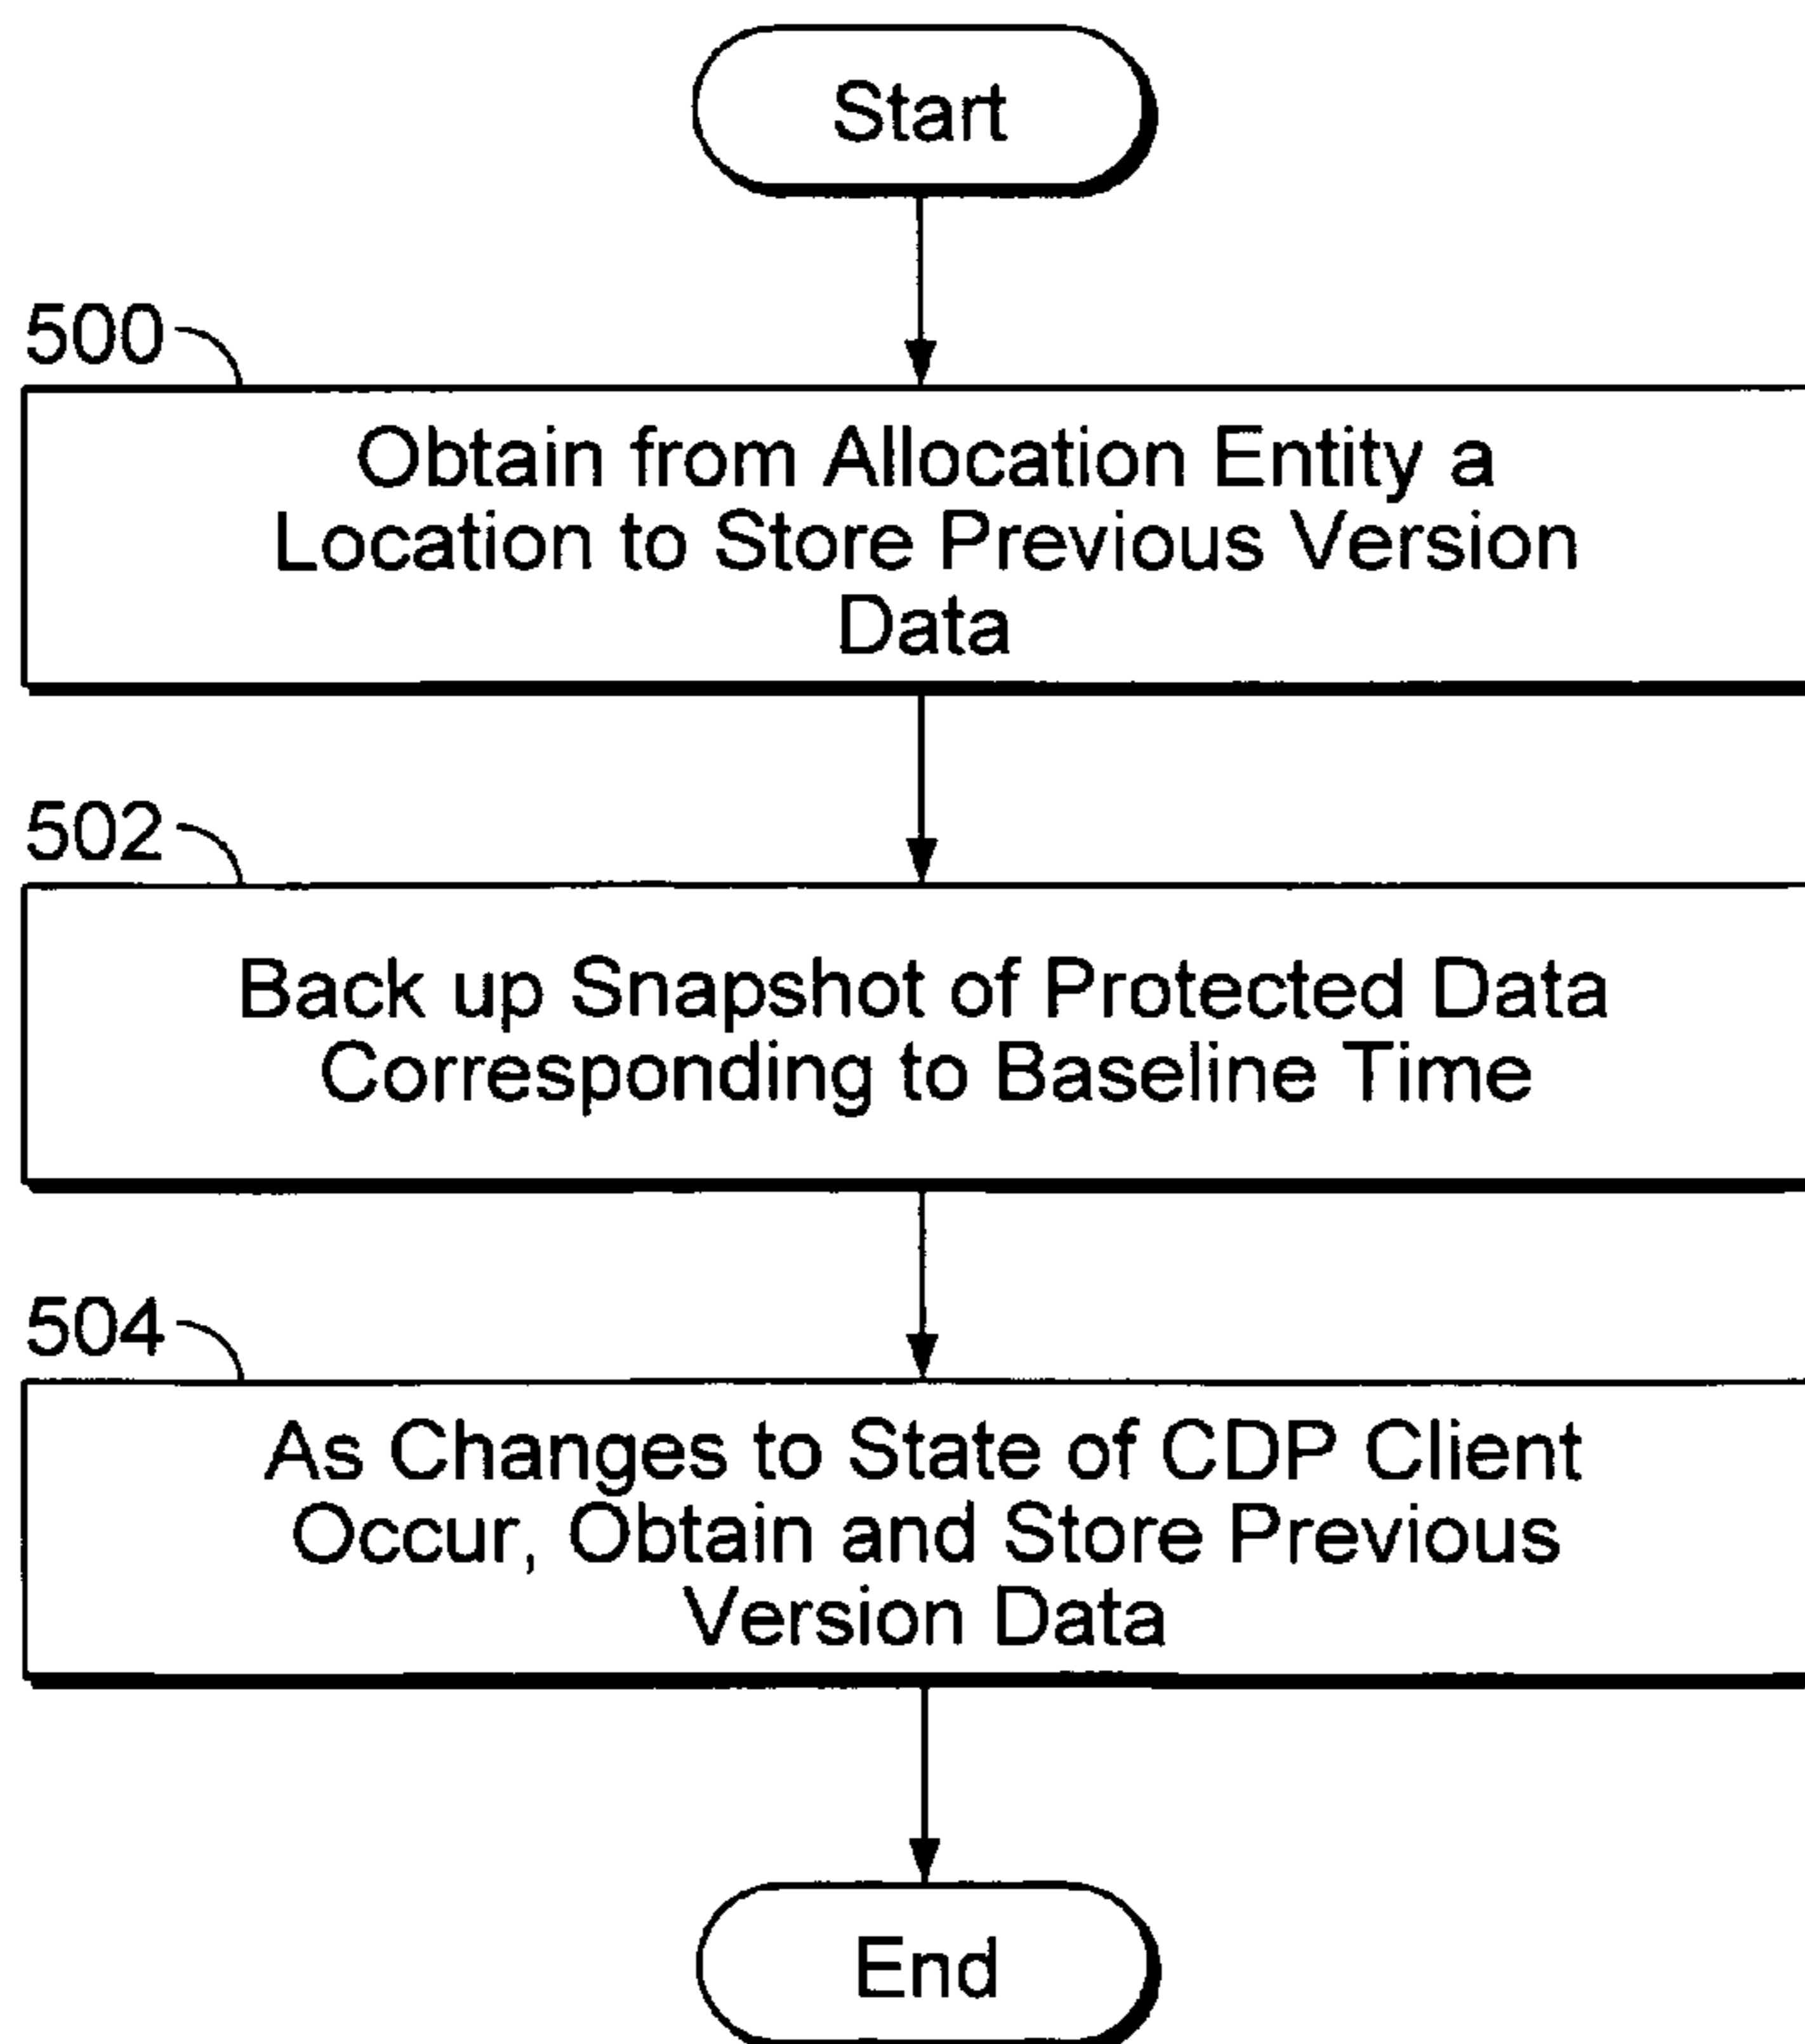 Start
500
Obtain from Allocation Entity a
Location to Store Previous Version
Data
502
Back up Snapshot of Protected Data
Corresponding to Baseline Time
504
As Changes to State of CDP Client
Occur, Obtain and Store Previous
Version Data
End